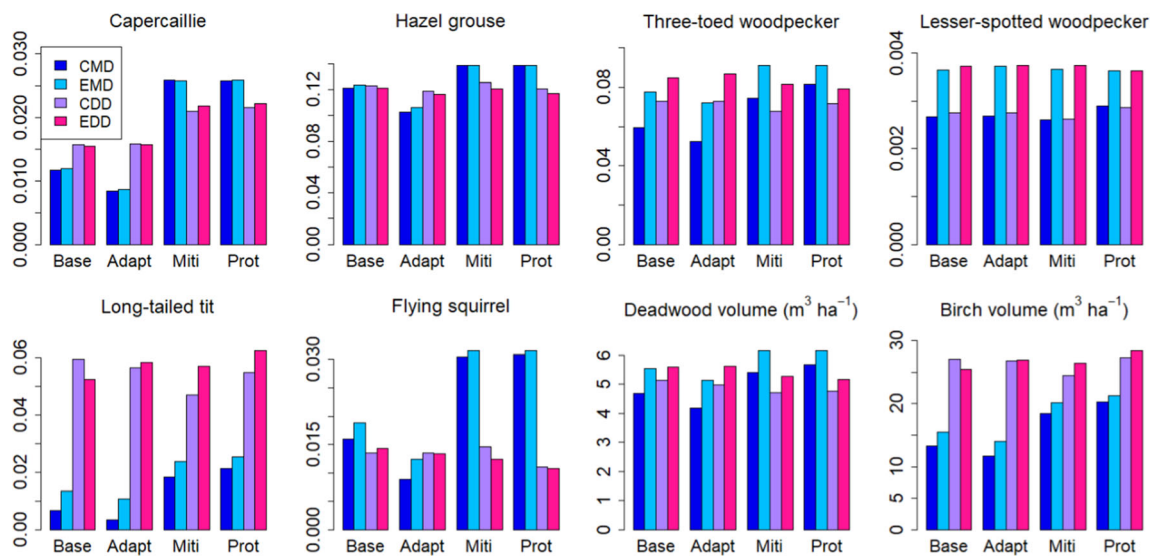 Capercaillie
Hazel grouse
Three-toed woodpecker
Lesser-spotted woodpecker
0.030
0.020
0.010
0.000
CMD
EMD
CDD
EDD
Base Adapt Miti Prot
0.12
0.08
0.04
0.00
Base Adapt Miti Prot
0.08
0.04
0.00
Base Adapt Miti Prot
0.004
0.002
0.000
Base Adapt Miti Prot
Long-tailed tit
Flying squirrel
Deadwood volume (m³ ha⁻¹)
Birch volume (m³ ha⁻¹)
0.06
0.04
0.02
0.00
Base Adapt Miti Prot
0.030
0.015
0.000
Base Adapt Miti Prot
6
5
4
3
2
1
0
Base Adapt Miti Prot
30
20
10
5
0
Base Adapt Miti Prot